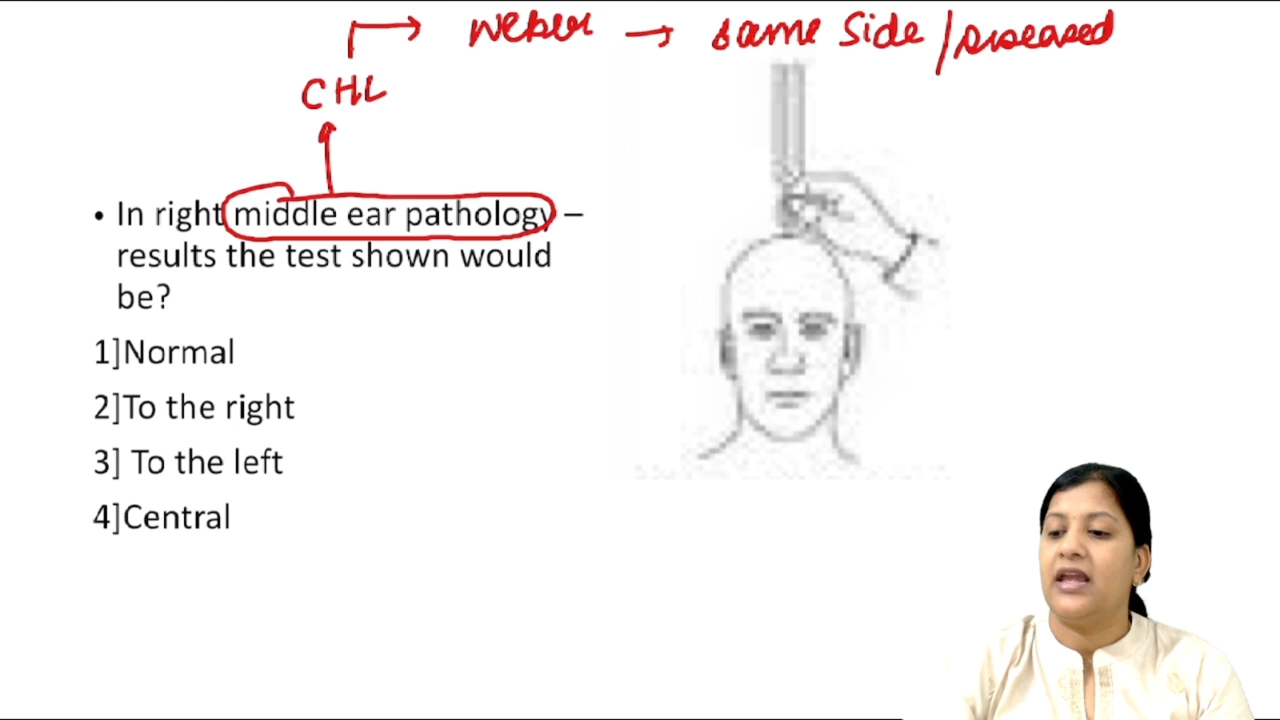 Weber → same side/diseased
CHL
• In right middle ear pathology –
results the test shown would
be?
1]Normal
2]To the right
3] To the left
4]Central